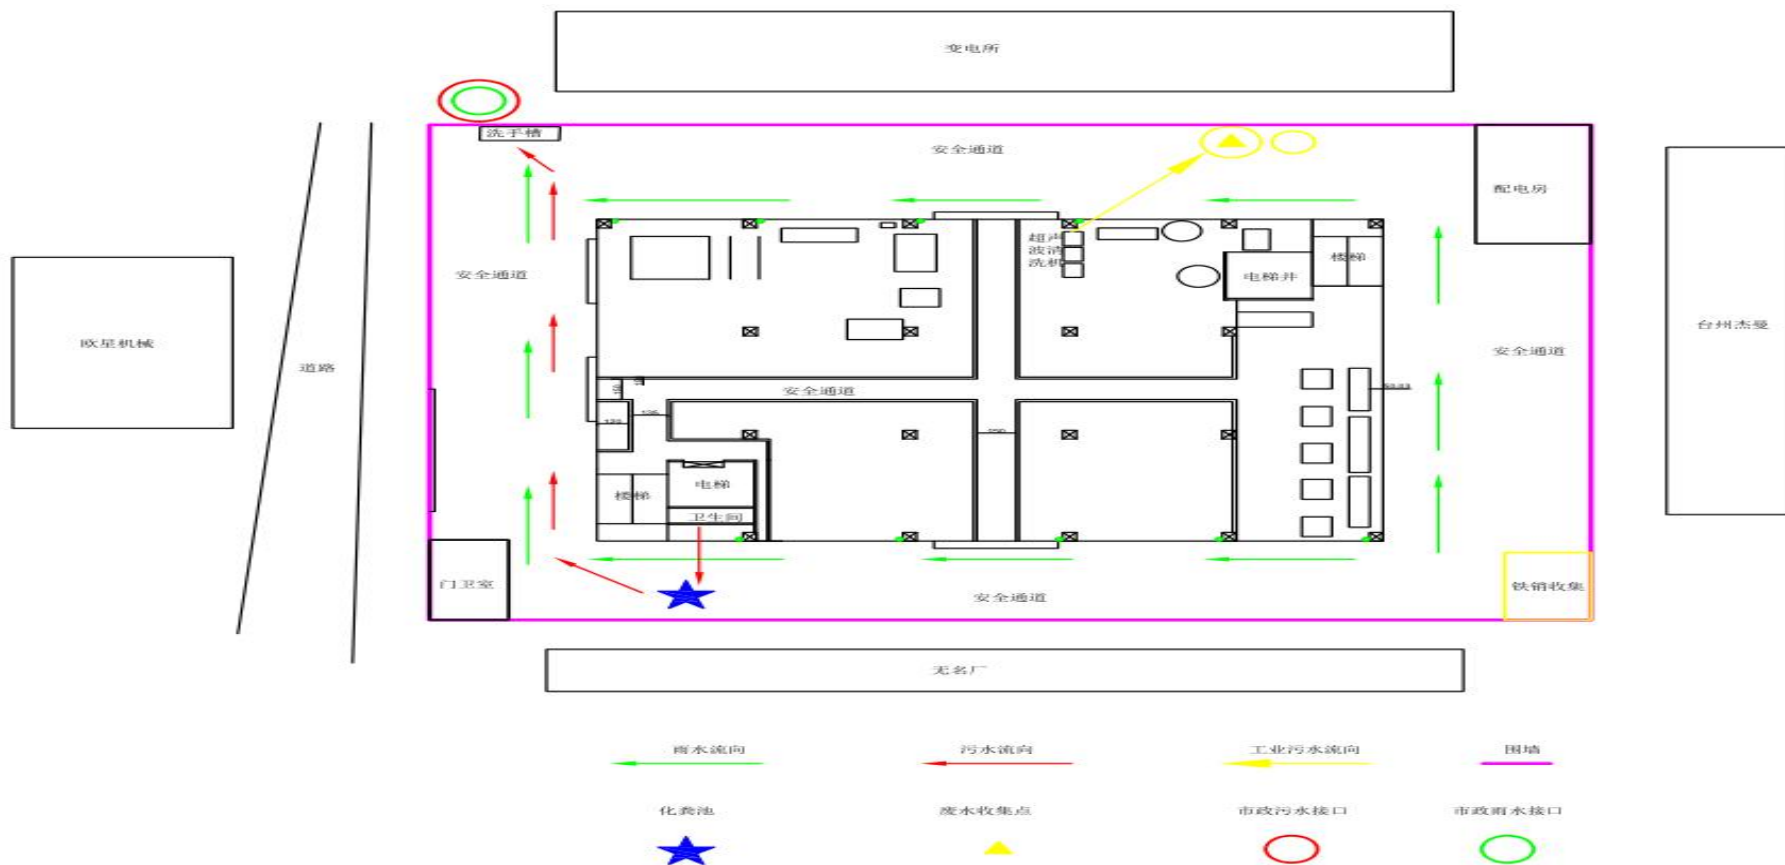 变电所
洗手槽
安全通道
配电房
超声
波清
洗机
楼梯
电梯井
安全通道
欧星机械
道路
台州杰曼
安全通道
安全通道
120
250
电梯
楼梯
卫生间
门卫室
安全通道
铁销收集
无名厂
雨水流向
污水流向
工业污水流向
围墙
化粪池
废水收集点
市政污水接口
市政雨水接口